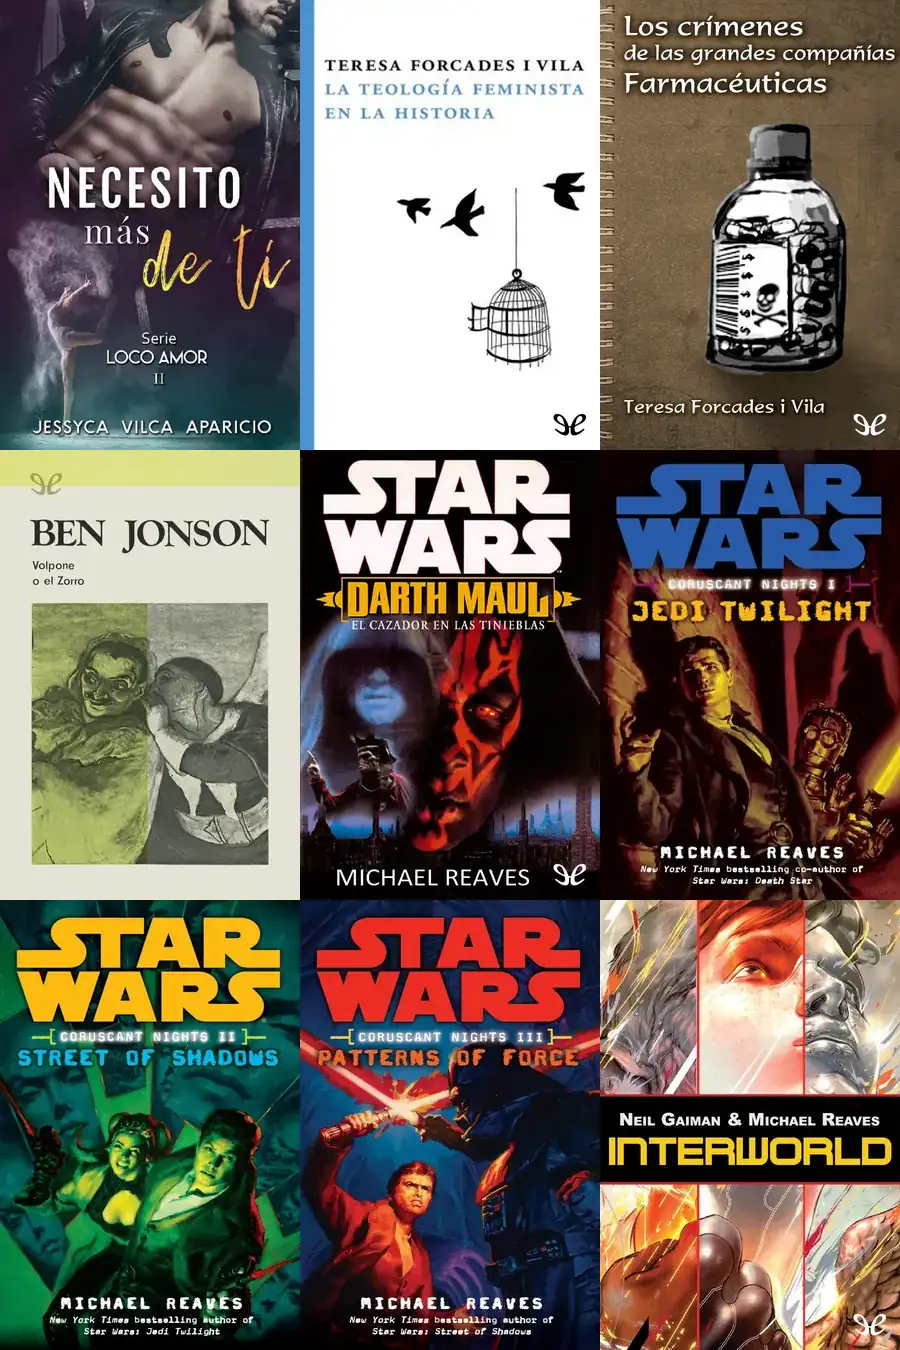 NECESITO
más
de ti
Serie
LOCO AMOR
II
JESSYCA VILCA APARICIO
TERESA FORCADES I VILA
LA TEOLOGÍA FEMINISTA
EN LA HISTORIA
Los crímenes
de las grandes compañías
Farmacéuticas
$ $ $ $ $
Teresa Forcades i Vila
BEN JONSON
Volpone
o el Zorro
STAR
WARS
DARTH MAUL
EL CAZADOR EN LAS TINIEBLAS
MICHAEL REAVES
STAR
WARS
CORUSCANT NIGHTS I
JEDI TWILIGHT
MICHAEL REAVES
New York Times bestselling co-author of
Star Wars: Death Star
STAR
WARS
CORUSCANT NIGHTS II
STREET OF SHADOWS
MICHAEL REAVES
New York Times bestselling author of
Star Wars: Jedi Twilight
STAR
WARS
CORUSCANT NIGHTS III
PATTERNS OF FORCE
MICHAEL REAVES
New York Times bestselling author of
Star Wars: Street of Shadows
NEIL GAIMAN & MICHAEL REAVES
INTERWORLD